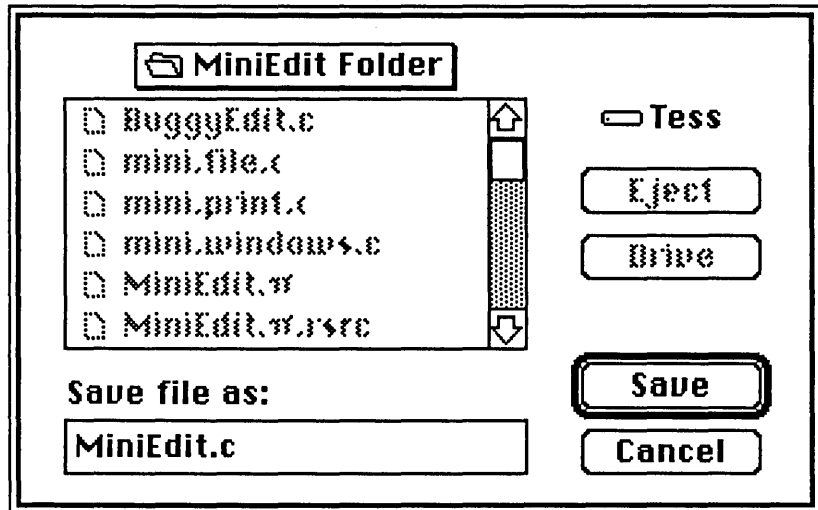 MiniEdit Folder
BuggyEdit.c
mini.file.c
mini.print.c
mini.windows.c
MiniEdit.π
MiniEdit.π.rsrc
Tess
Eject
Drive
Save file as:
MiniEdit.c
Save
Cancel